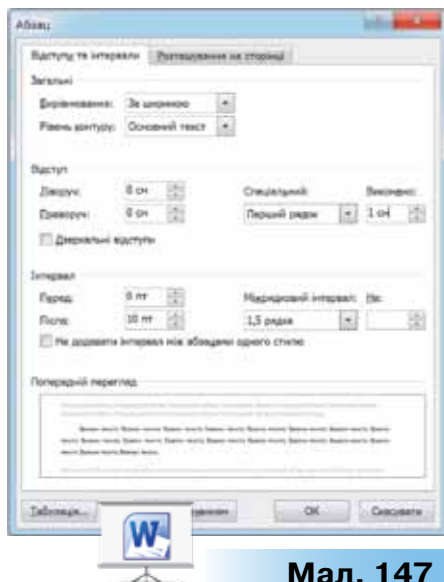 Абзац
Відступи та інтервали Розташування на сторінці
Загальні
Вирівнювання: За шириною
Рівень контуру: Основний текст
Відступ
Ліворуч: 0 см Спеціальний: Виконано:
Праворуч: 0 см Перший рядок 1 см
Дзеркальні відступи
Інтервал
Перед: 0 пт Міжрядковий інтервал: На:
Після: 10 пт 1,5 рядка
Не додавати інтервал між абзацами одного стилю
Попередній перегляд
Табуляція... OK Скасувати
W
Мал. 147